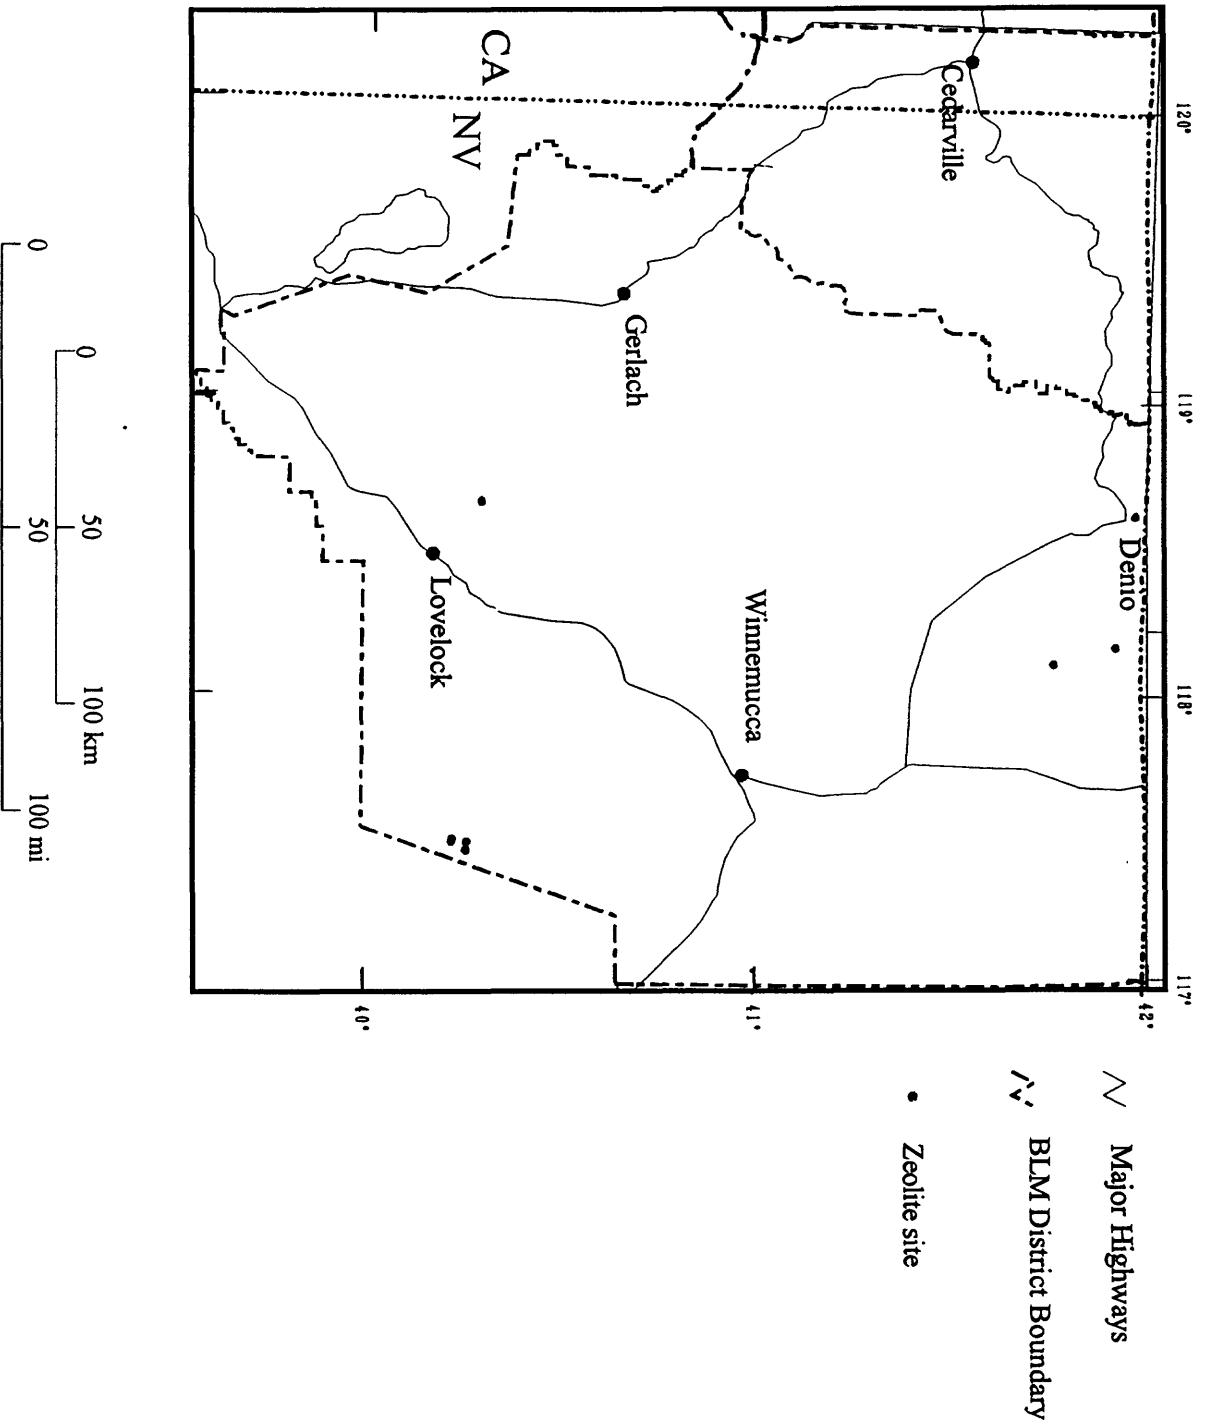 120°
119°
118°
117°
42°
Cedarville
Denio
41°
Winnemucca
Gerlach
CA
NV
Lovelock
40°
Major Highways
BLM District Boundary
Zeolite site
0 50 100 km
0 50 100 mi